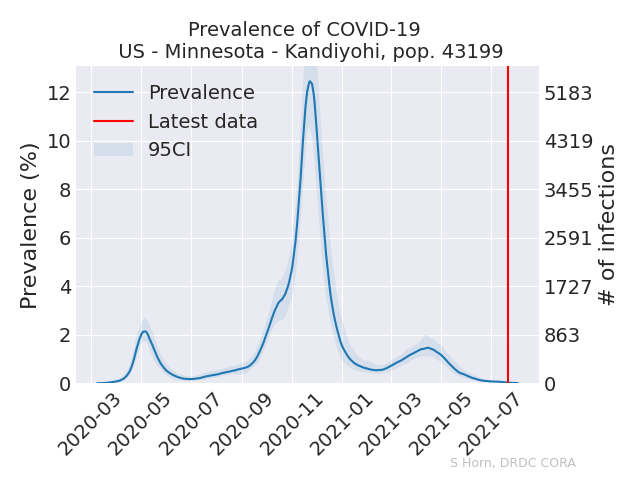 Prevalence of COVID-19
US - Minnesota - Kandiyohi, pop. 43199
Prevalence
Latest data
95CI
Prevalence (%)
12
10
8
6
4
2
0
5183
4319
3455
2591
1727
863
0
# of infections
2020-03
2020-05
2020-07
2020-09
2020-11
2021-01
2021-03
2021-05
2021-07
S Horn, DRDC CORA